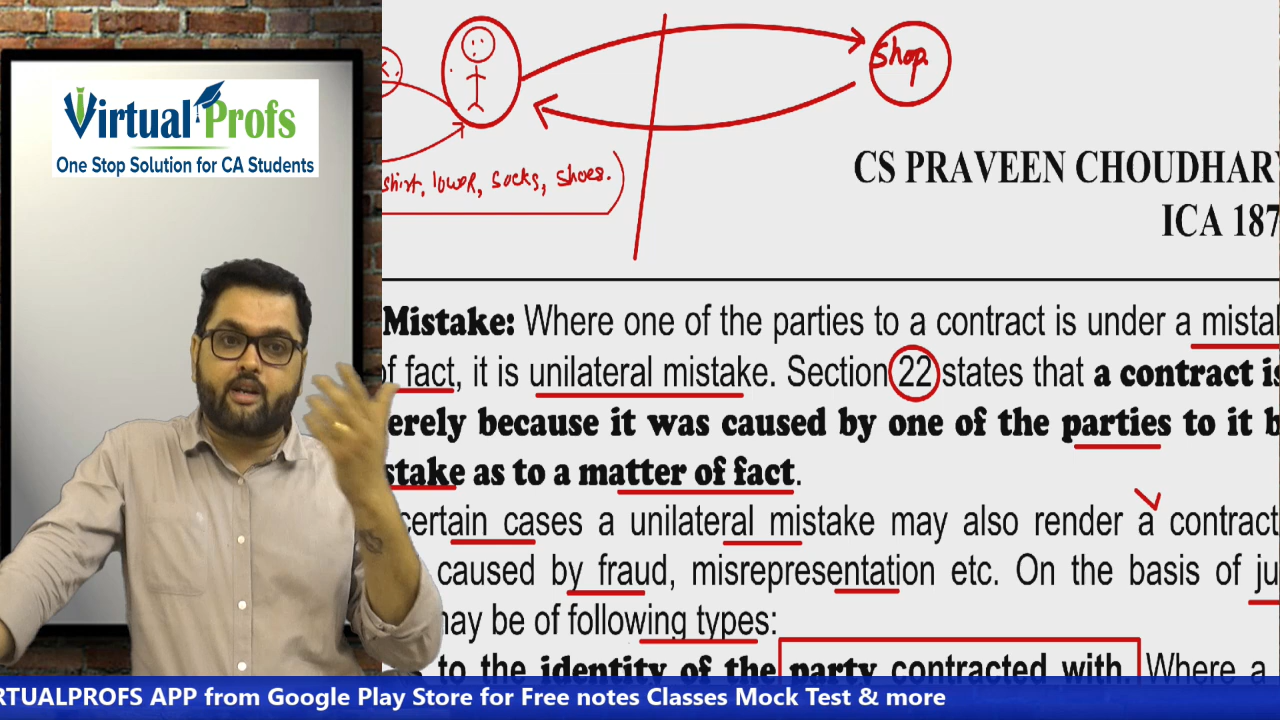 Virtual Profs
One Stop Solution for CA Students
Shop
shirt, lower, socks, shoes.)
CS PRAVEEN CHOUDHARY
ICA 187
Mistake: Where one of the parties to a contract is under a mistak
of fact, it is unilateral mistake. Section 22 states that a contract is
erely because it was caused by one of the parties to it b
stake as to a matter of fact.
certain cases a unilateral mistake may also render a contract
caused by fraud, misrepresentation etc. On the basis of ju
may be of following types:
to the identity of the party contracted with. Where a
RTUALPROFS APP from Google Play Store for Free notes Classes Mock Test & more